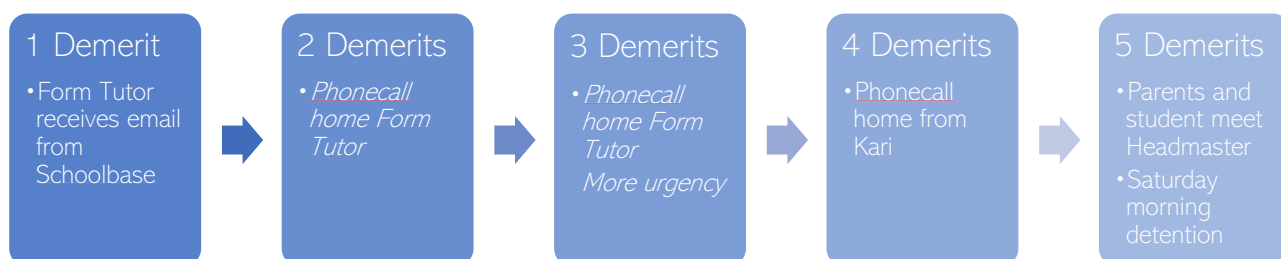 1 Demerit
•Form Tutor
receives email
from
Schoolbase
2 Demerits
•Phonecall
home Form
Tutor
3 Demerits
•Phonecall
home Form
Tutor
More urgency
4 Demerits
•Phonecall
home from
Kari
5 Demerits
•Parents and
student meet
Headmaster
•Saturday
morning
detention